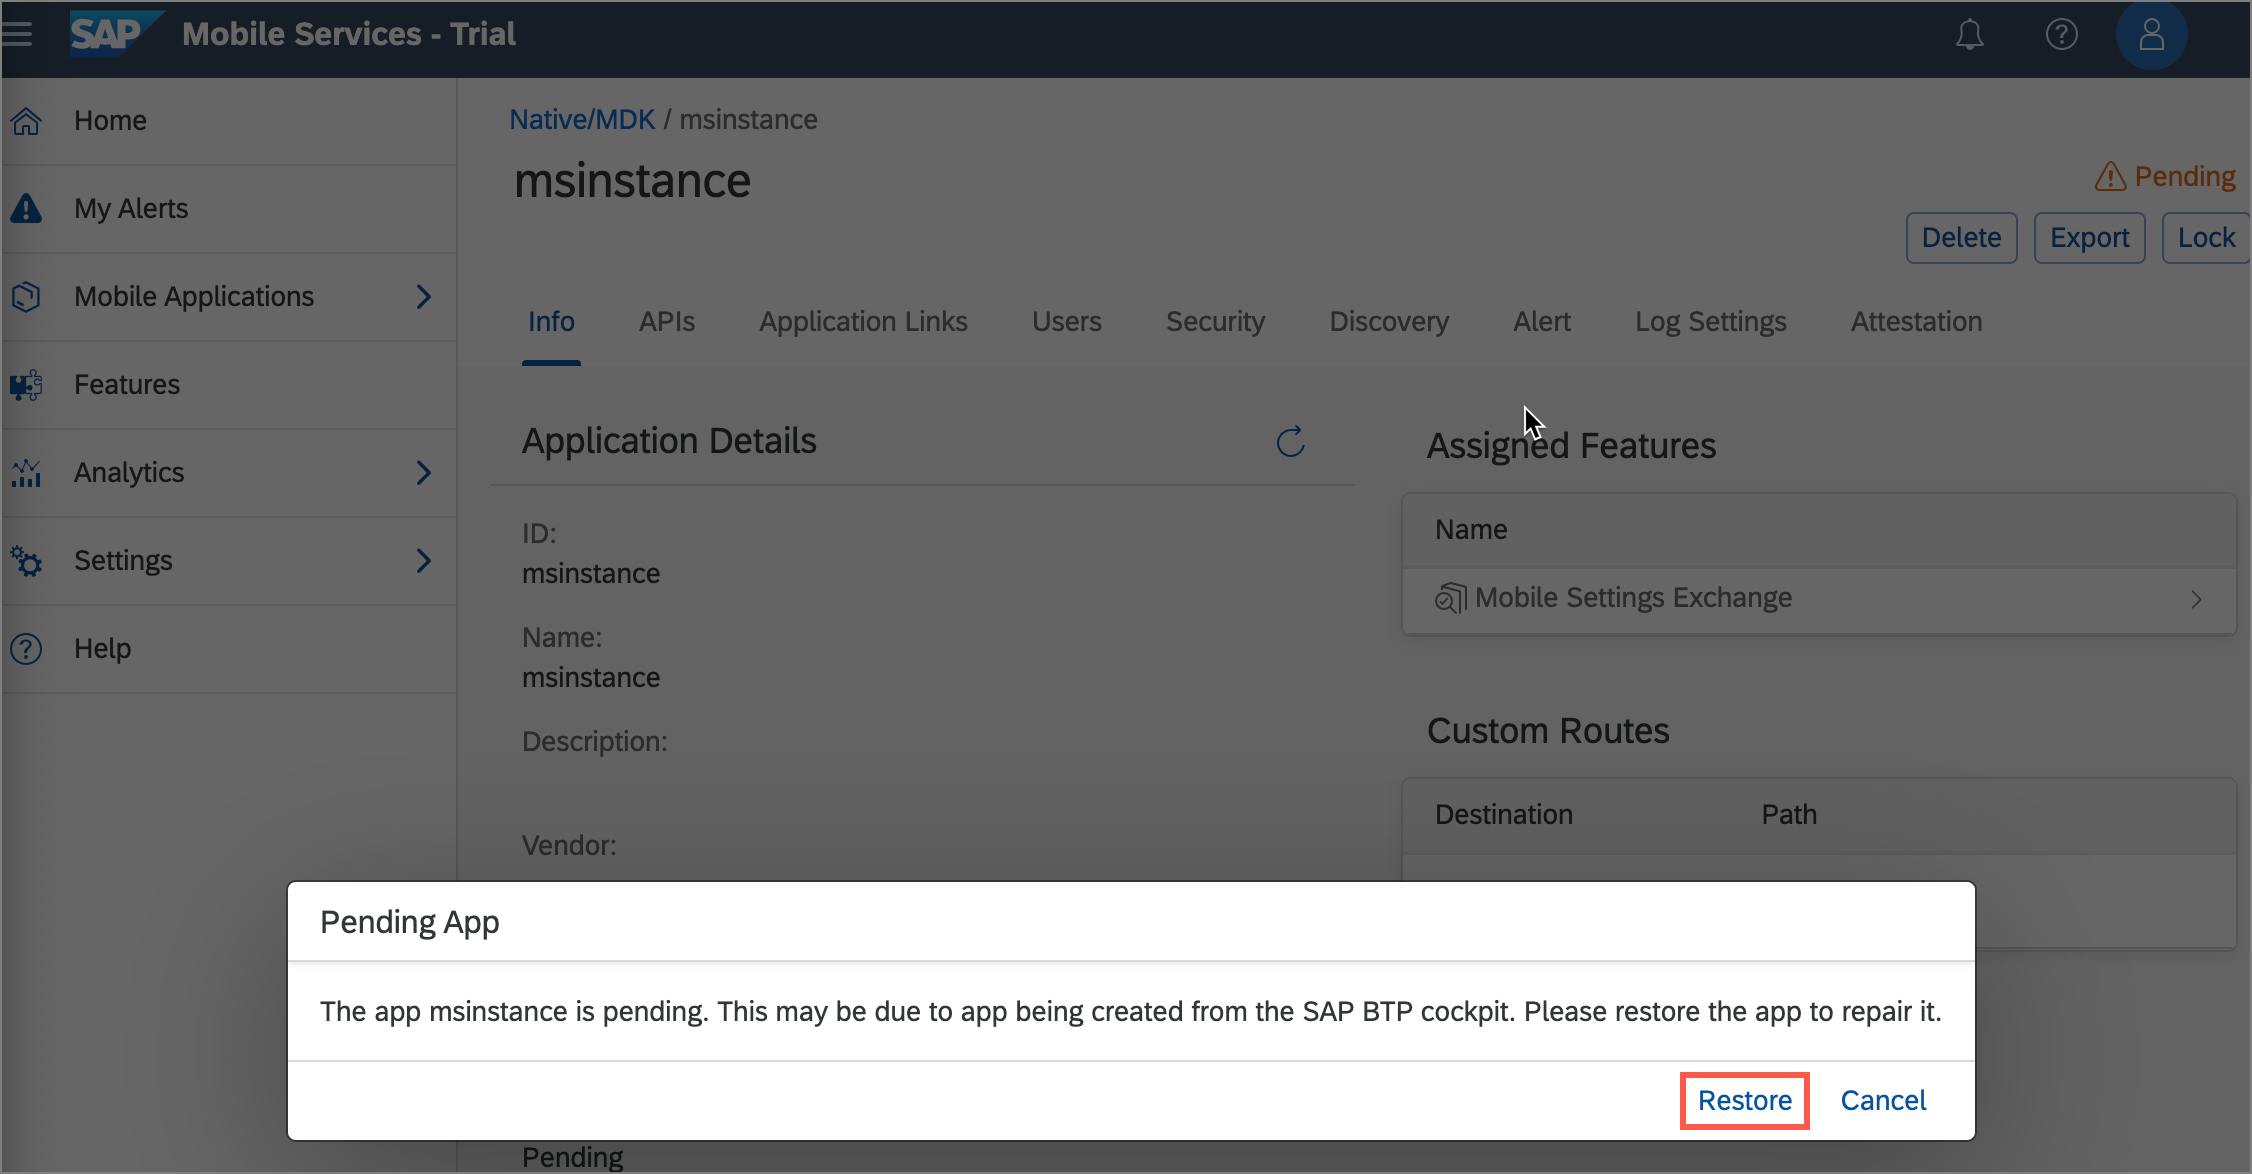 SAP Mobile Services - Trial
Home
My Alerts
Mobile Applications
Features
Analytics
Settings
Help
Native/MDK / msinstance
msinstance
Pending
Delete Export Lock
Info APIs Application Links Users Security Discovery Alert Log Settings Attestation
Application Details
ID:
msinstance
Name:
msinstance
Description:
Vendor:
Assigned Features
Name
Mobile Settings Exchange
Custom Routes
Destination Path
Pending App
The app msinstance is pending. This may be due to app being created from the SAP BTP cockpit. Please restore the app to repair it.
Restore Cancel
Pending